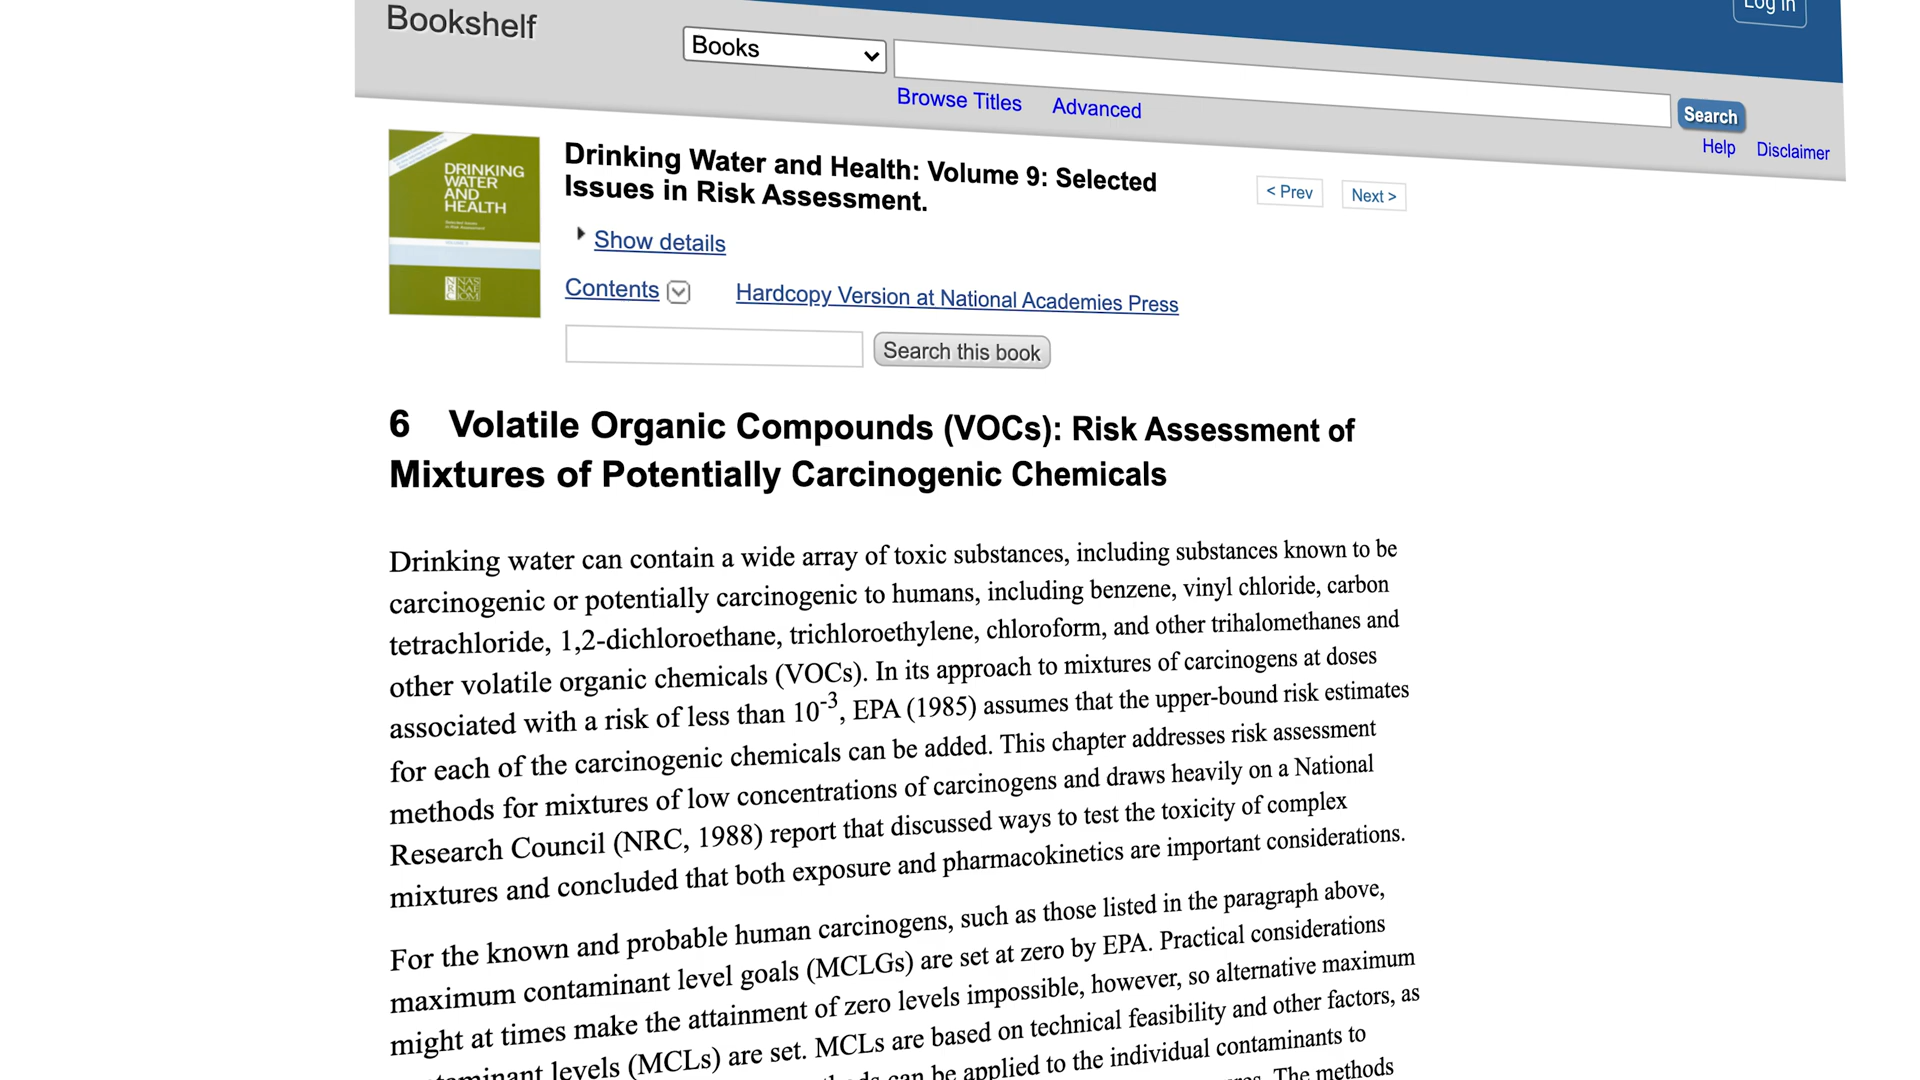 Log in
Bookshelf
Books
Search
Browse Titles Advanced
Help Disclaimer
DRINKING
WATER
AND
HEALTH
Drinking Water and Health: Volume 9: Selected
Issues in Risk Assessment.
< Prev Next >
Show details
Contents Hardcopy Version at National Academies Press
Search this book
6 Volatile Organic Compounds (VOCs): Risk Assessment of
Mixtures of Potentially Carcinogenic Chemicals
Drinking water can contain a wide array of toxic substances, including substances known to be
carcinogenic or potentially carcinogenic to humans, including benzene, vinyl chloride, carbon
tetrachloride, 1,2-dichloroethane, trichloroethylene, chloroform, and other trihalomethanes and
other volatile organic chemicals (VOCs). In its approach to mixtures of carcinogens at doses
associated with a risk of less than 10⁻³, EPA (1985) assumes that the upper-bound risk estimates
for each of the carcinogenic chemicals can be added. This chapter addresses risk assessment
methods for mixtures of low concentrations of carcinogens and draws heavily on a National
Research Council (NRC, 1988) report that discussed ways to test the toxicity of complex
mixtures and concluded that both exposure and pharmacokinetics are important considerations.
For the known and probable human carcinogens, such as those listed in the paragraph above,
maximum contaminant level goals (MCLGs) are set at zero by EPA. Practical considerations
might at times make the attainment of zero levels impossible, however, so alternative maximum
levels (MCLs) are set. MCLs are based on technical feasibility and other factors, as
can be applied to the individual contaminants to
The methods